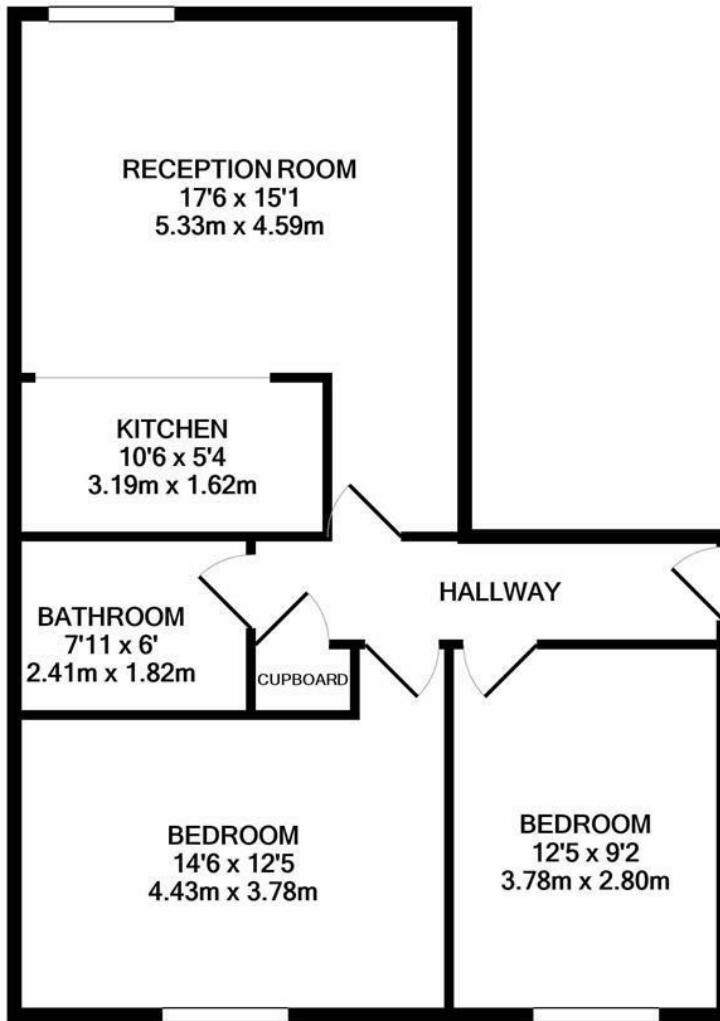 RECEPTION ROOM
17'6 x 15'1
5.33m x 4.59m
KITCHEN
10'6 x 5'4
3.19m x 1.62m
HALLWAY
BATHROOM
7'11 x 6'
2.41m x 1.82m
CUPBOARD
BEDROOM
14'6 x 12'5
4.43m x 3.78m
BEDROOM
12'5 x 9'2
3.78m x 2.80m